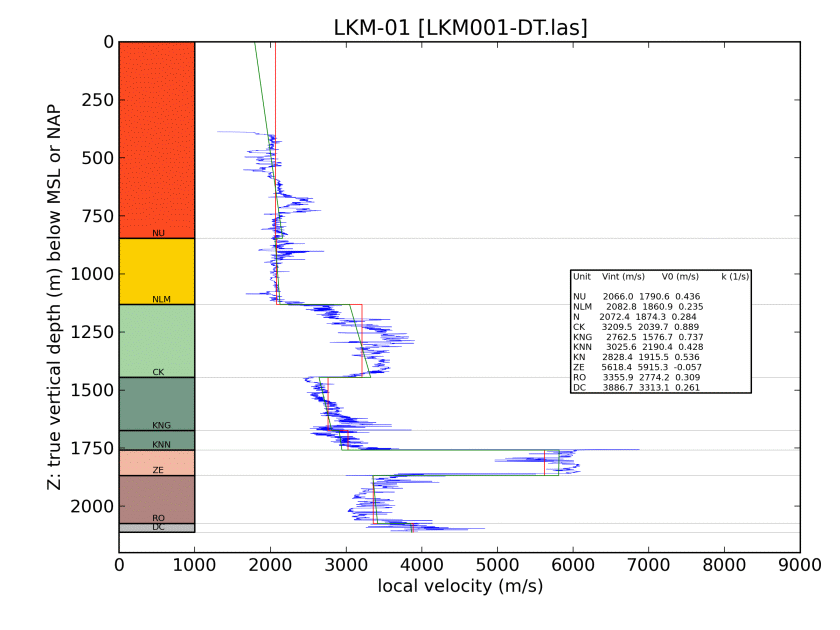 LKM-01 [LKM001-DT.las]
0
250
500
750
1000
1250
1500
1750
2000
Z: true vertical depth (m) below MSL or NAP
NU
NLM
CK
KNG
KNN
ZE
RO
DC
Unit Vint (m/s) V0 (m/s) k (1/s)
NU 2066.0 1790.6 0.436
NLM 2082.8 1860.9 0.235
N 2072.4 1874.3 0.284
CK 3209.5 2039.7 0.889
KNG 2762.5 1576.7 0.737
KNN 3025.6 2190.4 0.428
KN 2828.4 1915.5 0.536
ZE 5618.4 5915.3 -0.057
RO 3355.9 2774.2 0.309
DC 3886.7 3313.1 0.261
0 1000 2000 3000 4000 5000 6000 7000 8000 9000
local velocity (m/s)